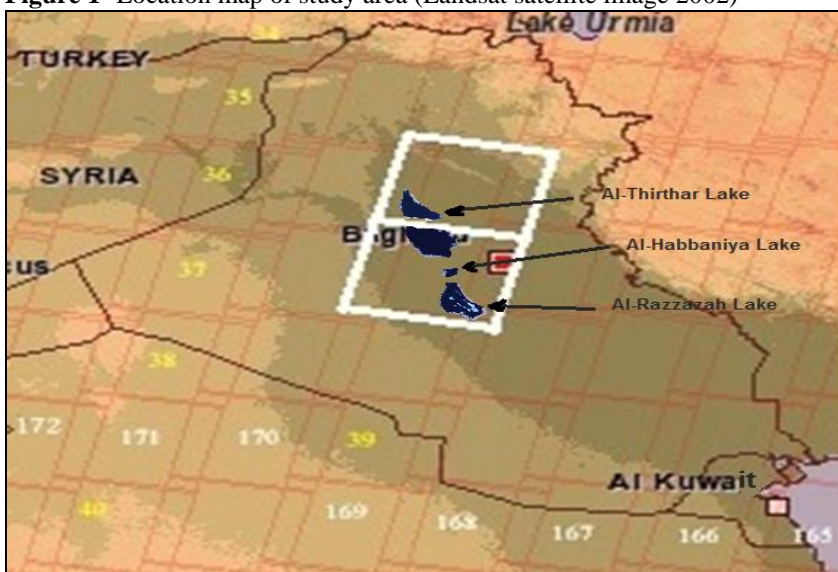 Figure 1 Location map of study area (Landsat satellite image 2002)
Lake Urmia
34
TURKEY
35
SYRIA
36
Al-Thirthar Lake
Al-Habbaniya Lake
cus
37
Al-Razzazah Lake
38
172
171
170
39
Al Kuwait
40
169
168
167
166
165